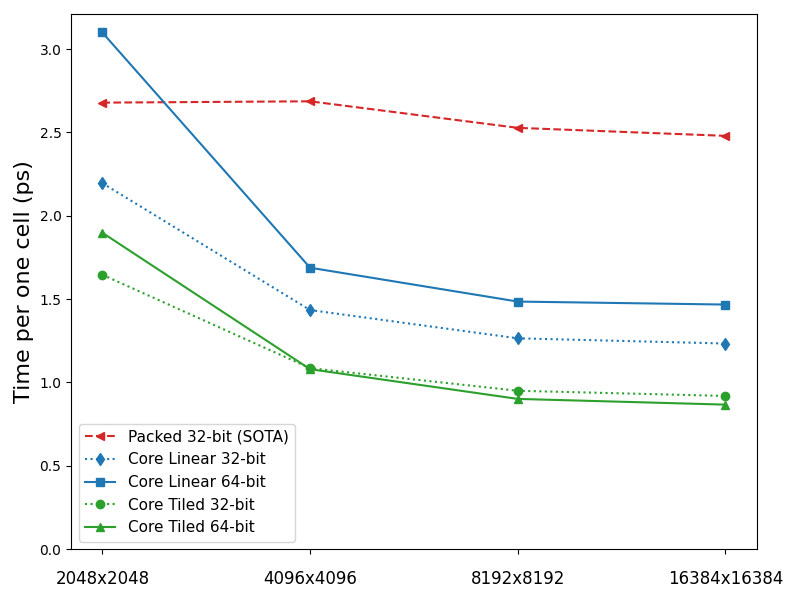 Time per one cell (ps)
3.0
2.5
2.0
1.5
1.0
0.5
0.0
Packed 32-bit (SOTA)
Core Linear 32-bit
Core Linear 64-bit
Core Tiled 32-bit
Core Tiled 64-bit
2048x2048 4096x4096 8192x8192 16384x16384